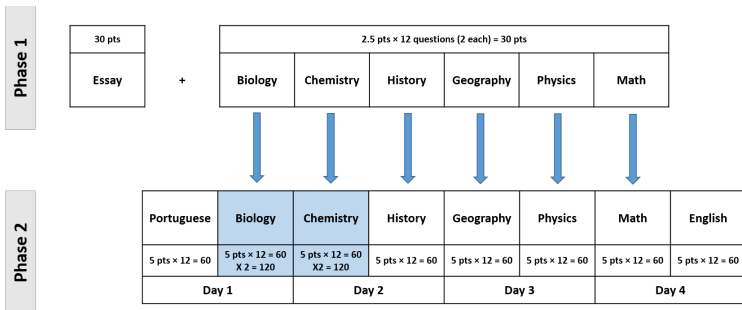 Phase 1
30 pts
2.5 pts × 12 questions (2 each) = 30 pts
Essay + Biology Chemistry History Geography Physics Math
Phase 2
Portuguese Biology Chemistry History Geography Physics Math English
5 pts × 12 = 60 5 pts × 12 = 60 5 pts × 12 = 60 5 pts × 12 = 60 5 pts × 12 = 60 5 pts × 12 = 60 5 pts × 12 = 60 5 pts × 12 = 60
X 2 = 120 X2 = 120
Day 1 Day 2 Day 3 Day 4